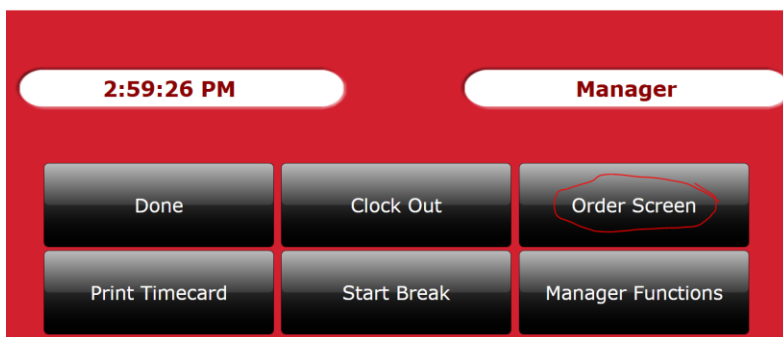 2:59:26 PM Manager
Done Clock Out Order Screen
Print Timecard Start Break Manager Functions